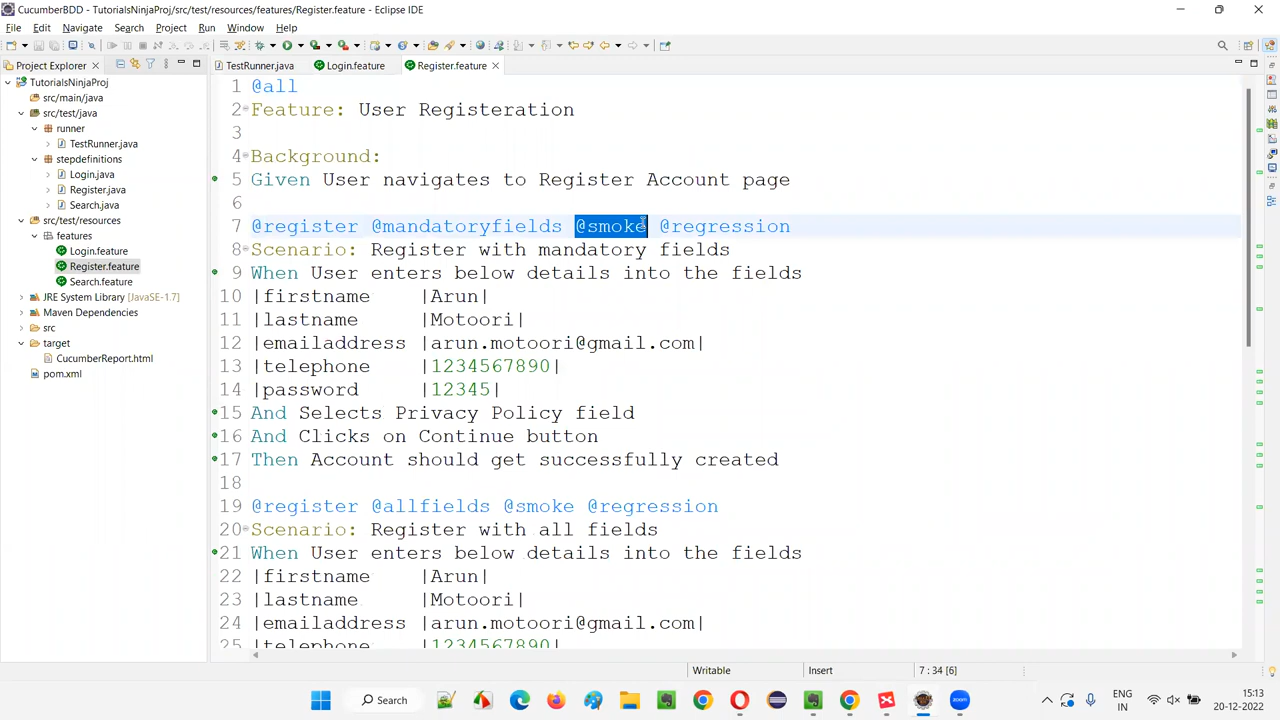 CucumberBDD - TutorialsNinjaProj/src/test/resources/features/Register.feature - Eclipse IDE
File Edit Navigate Search Project Run Window Help
Project Explorer
TestRunner.java Login.feature Register.feature
TutorialsNinjaProj
src/main/java
src/test/java
runner
TestRunner.java
stepdefinitions
Login.java
Register.java
Search.java
src/test/resources
features
Login.feature
Register.feature
Search.feature
JRE System Library [JavaSE-1.7]
Maven Dependencies
src
target
CucumberReport.html
pom.xml
1 @all
2 Feature: User Registeration
3
4 Background:
5 Given User navigates to Register Account page
6
7 @register @mandatoryfields @smoke @regression
8 Scenario: Register with mandatory fields
9 When User enters below details into the fields
10 |firstname |Arun|
11 |lastname |Motoori|
12 |emailaddress |arun.motoori@gmail.com|
13 |telephone |1234567890|
14 |password |12345|
15 And Selects Privacy Policy field
16 And Clicks on Continue button
17 Then Account should get successfully created
18
19 @register @allfields @smoke @regression
20 Scenario: Register with all fields
21 When User enters below details into the fields
22 |firstname |Arun|
23 |lastname |Motoori|
24 |emailaddress |arun.motoori@gmail.com|
25 |telephone |1234567890|
Writable Insert 7 : 34 [6]
Search
ENG
IN
15:13
20-12-2022